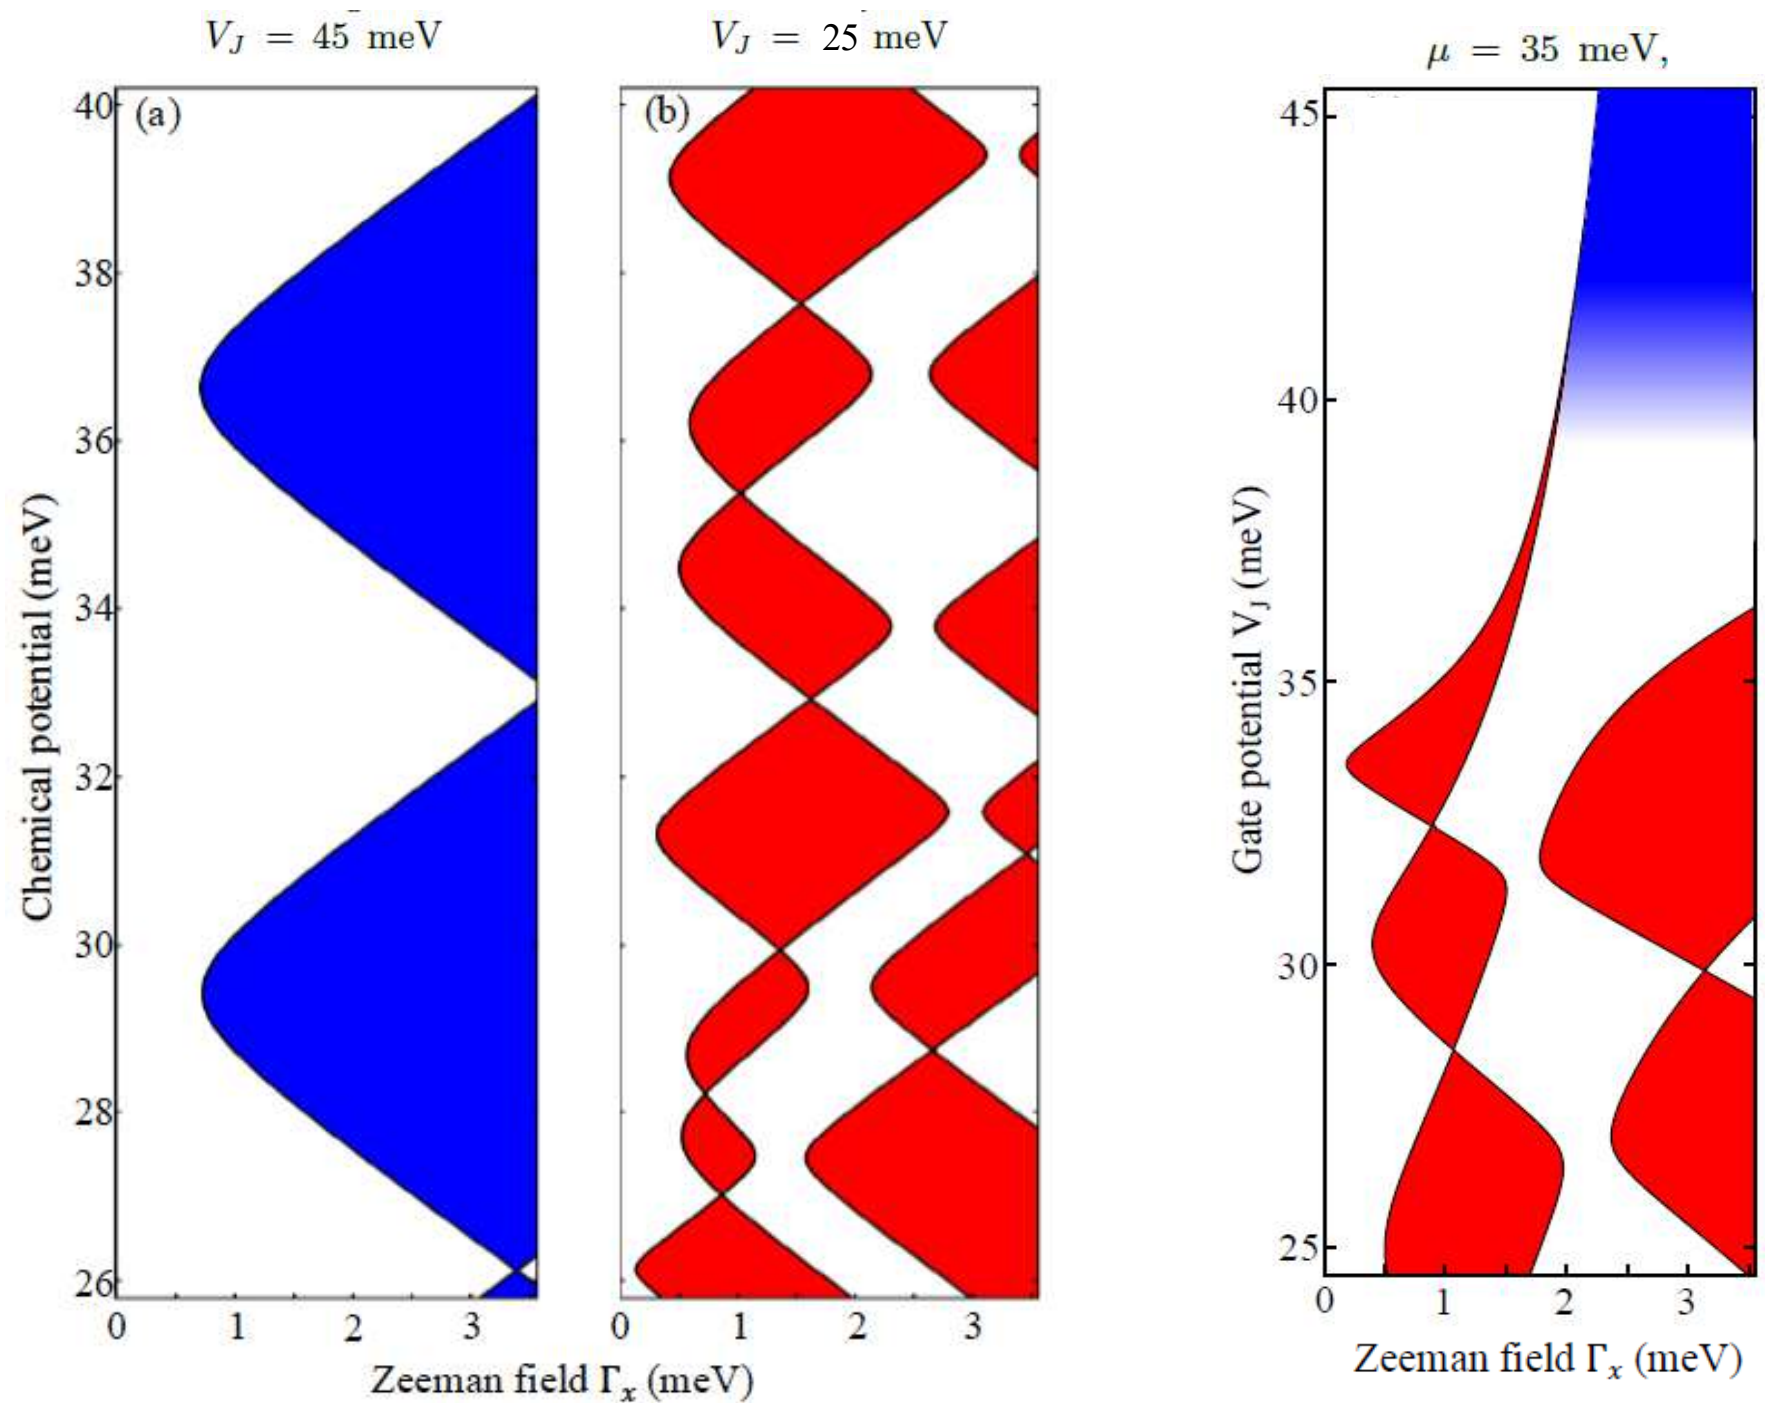 V_J = 45 meV
V_J = 25 meV
μ = 35 meV,
(a)
(b)
40
38
36
34
32
30
28
26
Chemical potential (meV)
0 1 2 3
0 1 2 3
Zeeman field Γ_x (meV)
45
40
35
30
25
Gate potential V_J (meV)
0 1 2 3
Zeeman field Γ_x (meV)